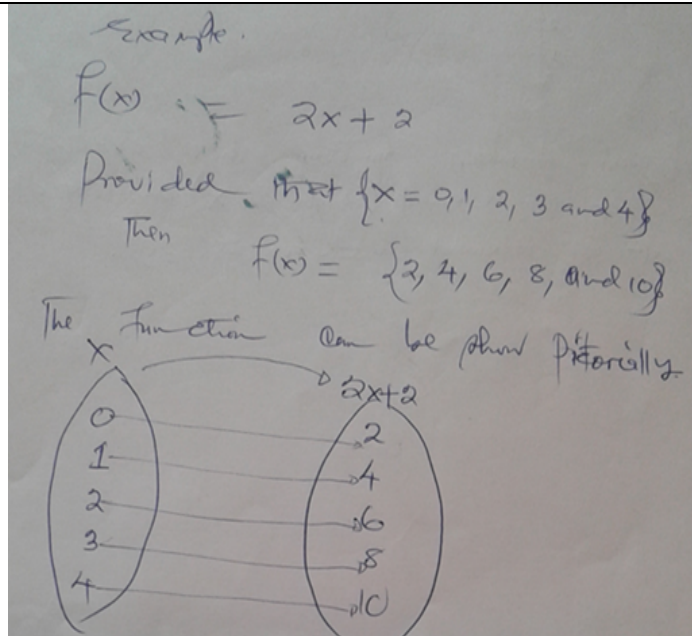 Example.
f(x) = 2x + 2
Provided that {x = 0, 1, 2, 3 and 4}
Then
f(x) = {2, 4, 6, 8, and 10}
The function can be show pictorially.
x
2x+2
0 2
1 4
2 6
3 8
4 10